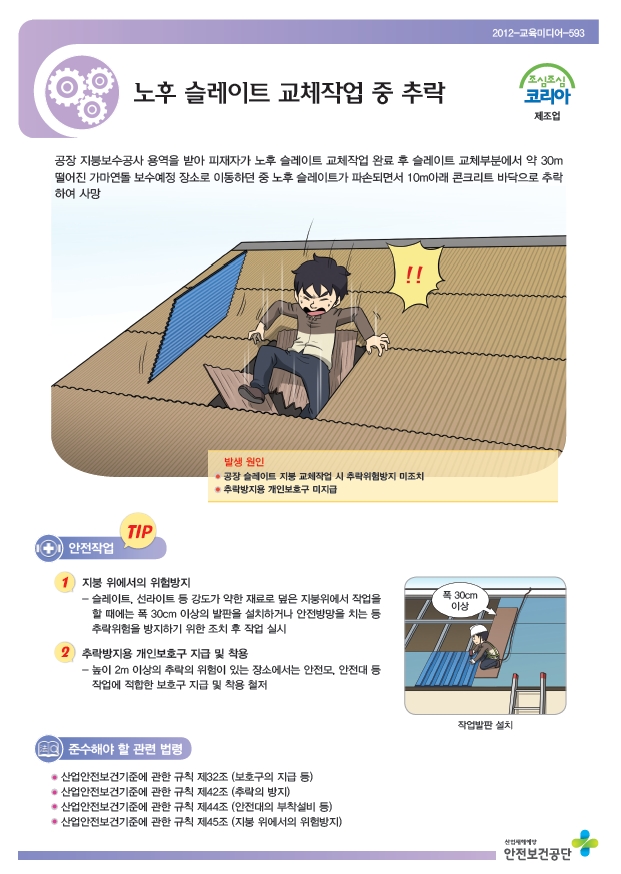 2012-교육미디어-593
노후 슬레이트 교체작업 중 추락
조심조심
코리아
제조업
공장 지붕보수공사 용역을 받아 피재자가 노후 슬레이트 교체작업 완료 후 슬레이트 교체부분에서 약 30m
떨어진 가마연돌 보수예정 장소로 이동하던 중 노후 슬레이트가 파손되면서 10m아래 콘크리트 바닥으로 추락
하여 사망
!!
발생 원인
공장 슬레이트 지붕 교체작업 시 추락위험방지 미조치
추락방지용 개인보호구 미지급
안전작업
TIP
1 지붕 위에서의 위험방지
- 슬레이트, 선라이트 등 강도가 약한 재료로 덮은 지붕위에서 작업을
할 때에는 폭 30cm 이상의 발판을 설치하거나 안전방망을 치는 등
추락위험을 방지하기 위한 조치 후 작업 실시
2 추락방지용 개인보호구 지급 및 착용
- 높이 2m 이상의 추락의 위험이 있는 장소에서는 안전모, 안전대 등
작업에 적합한 보호구 지급 및 착용 철저
폭 30cm
이상
작업발판 설치
준수해야 할 관련 법령
산업안전보건기준에 관한 규칙 제32조 (보호구의 지급 등)
산업안전보건기준에 관한 규칙 제42조 (추락의 방지)
산업안전보건기준에 관한 규칙 제44조 (안전대의 부착설비 등)
산업안전보건기준에 관한 규칙 제45조 (지붕 위에서의 위험방지)
산업재해예방
안전보건공단